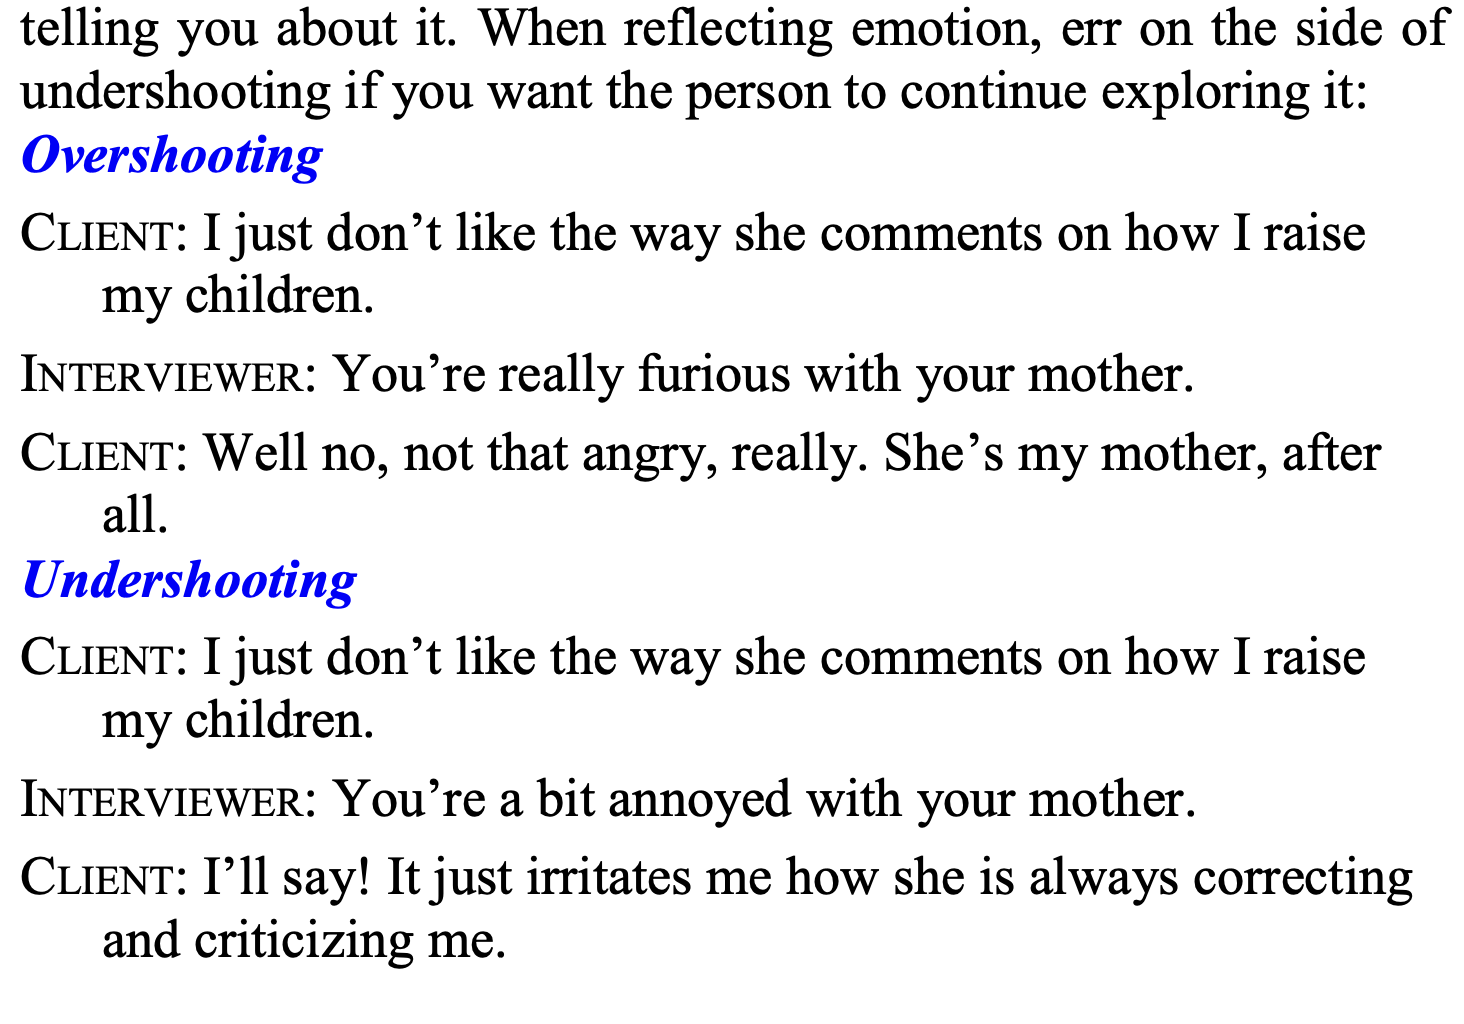 telling you about it. When reflecting emotion, err on the side of
undershooting if you want the person to continue exploring it:
Overshooting
CLIENT: I just don’t like the way she comments on how I raise
my children.
INTERVIEWER: You’re really furious with your mother.
CLIENT: Well no, not that angry, really. She’s my mother, after
all.
Undershooting
CLIENT: I just don’t like the way she comments on how I raise
my children.
INTERVIEWER: You’re a bit annoyed with your mother.
CLIENT: I’ll say! It just irritates me how she is always correcting
and criticizing me.